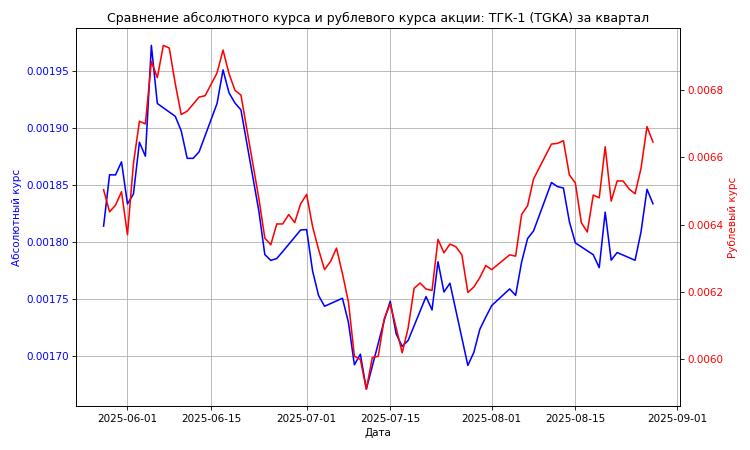 Сравнение абсолютного курса и рублевого курса акции: ТГК-1 (TGKA) за квартал
0.00195
0.00190
0.00185
0.00180
0.00175
0.00170
Абсолютный курс
0.0068
0.0066
0.0064
0.0062
0.0060
Рублевый курс
2025-06-01 2025-06-15 2025-07-01 2025-07-15 2025-08-01 2025-08-15 2025-09-01
Дата